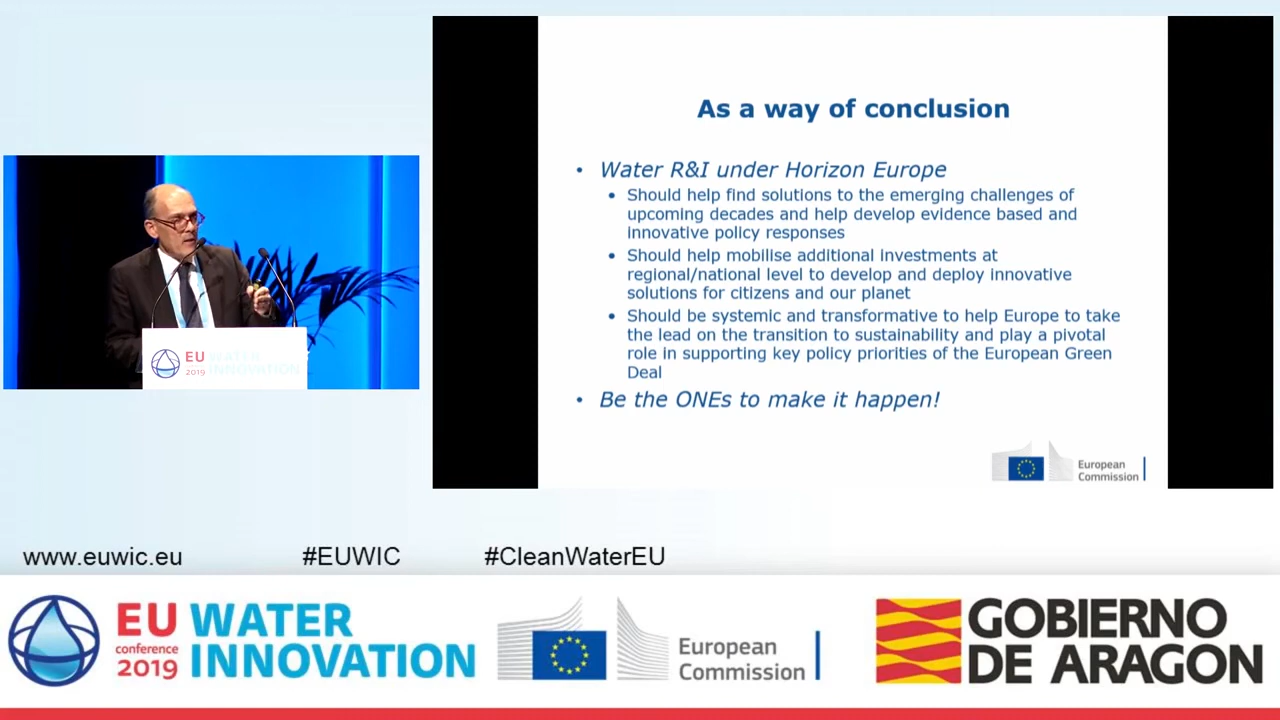 As a way of conclusion
• Water R&I under Horizon Europe
• Should help find solutions to the emerging challenges of
upcoming decades and help develop evidence based and
innovative policy responses
• Should help mobilise additional investments at
regional/national level to develop and deploy innovative
solutions for citizens and our planet
• Should be systemic and transformative to help Europe to take
the lead on the transition to sustainability and play a pivotal
role in supporting key policy priorities of the European Green
Deal
• Be the ONEs to make it happen!
European
Commission
EU WATER
2019 INNOVATION
www.euwic.eu #EUWIC #CleanWaterEU
EU WATER
conference
2019 INNOVATION
European
Commission
GOBIERNO
DE ARAGON